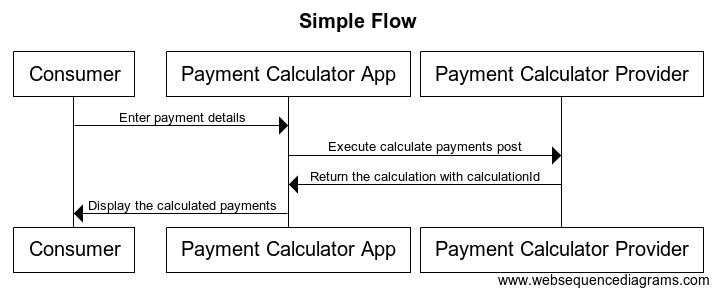 Simple Flow
Consumer
Payment Calculator App
Payment Calculator Provider
Enter payment details
Execute calculate payments post
Return the calculation with calculationId
Display the calculated payments
Consumer
Payment Calculator App
Payment Calculator Provider
www.websequencediagrams.com